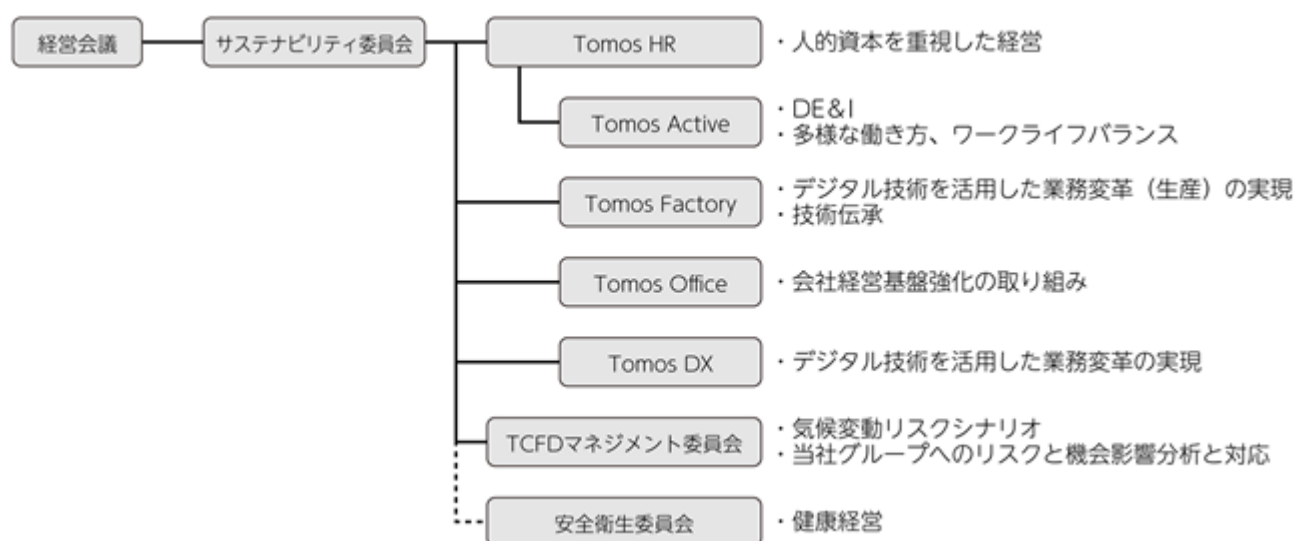 経営会議
サステナビリティ委員会
Tomos HR
・人的資本を重視した経営
Tomos Active
・DE&I
・多様な働き方、ワークライフバランス
Tomos Factory
・デジタル技術を活用した業務変革（生産）の実現
・技術伝承
Tomos Office
・会社経営基盤強化の取り組み
Tomos DX
・デジタル技術を活用した業務変革の実現
TCFDマネジメント委員会
・気候変動リスクシナリオ
・当社グループへのリスクと機会影響分析と対応
安全衛生委員会
・健康経営